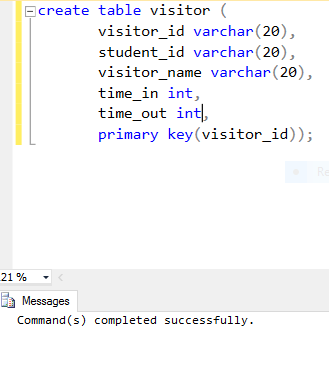 create table visitor (
visitor_id varchar(20),
student_id varchar(20),
visitor_name varchar(20),
time_in int,
time_out int,
primary key(visitor_id));
21 %
Messages
Command(s) completed successfully.